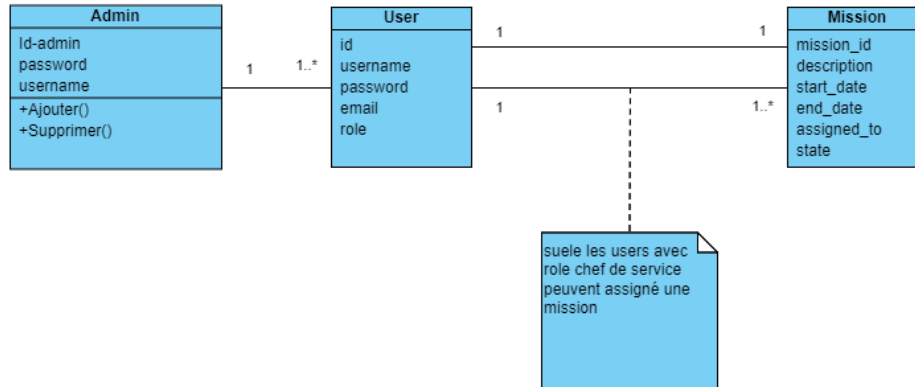 Admin
Id-admin
password
username
+Ajouter()
+Supprimer()
1
1..*
User
id
username
password
email
role
1
1
1
1..*
Mission
mission_id
description
start_date
end_date
assigned_to
state
suele les users avec
role chef de service
peuvent assigné une
mission